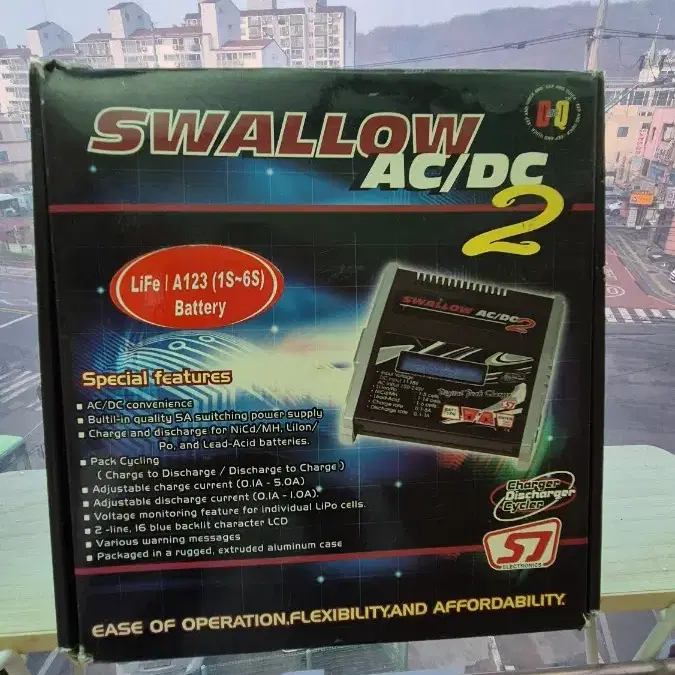 SWALLOW
AC/DC
2
LiFe / A123 (1S~6S)
Battery
SWALLOW AC/DC 2
Special features
AC/DC convenience
Bultil-in quality 5A switching power supply
Charge and discharge for NiCd/MH, LiIon/
Po, and Lead-Acid batteries.
Pack Cycling
( Charge to Discharge / Discharge to Charge )
Adjustable charge current (0.1A - 5.0A)
Adjustable discharge current (0.1A - 1.0A).
Voltage monitoring feature for individual LiPo cells.
2 -line, 16 blue backlit character LCD
Various warning messages
Packaged in a rugged, extruded aluminum case
Charger
Discharger
Cycler
ST
ELECTRONICS
EASE OF OPERATION,FLEXIBILITY,AND AFFORDABILITY.